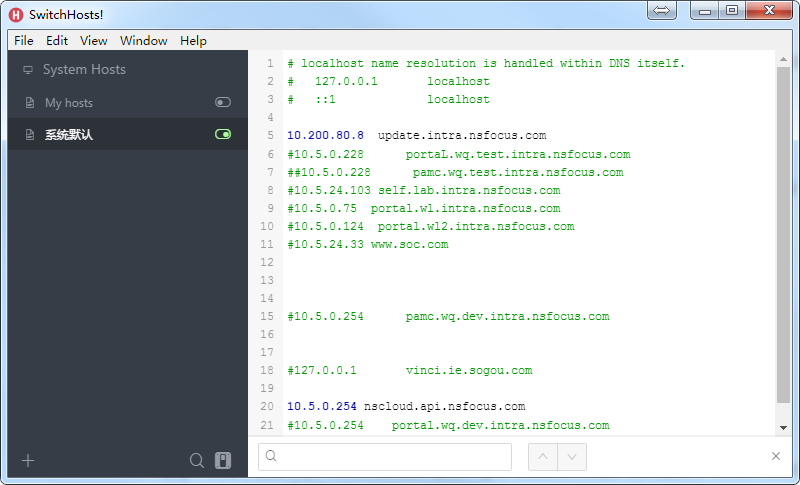 SwitchHosts!
File Edit View Window Help
System Hosts
My hosts
系统默认
1 # localhost name resolution is handled within DNS itself.
2 #   127.0.0.1       localhost
3 #   ::1             localhost
4
5 10.200.80.8  update.intra.nsfocus.com
6 #10.5.0.228      portaL.wq.test.intra.nsfocus.com
7 ##10.5.0.228      pamc.wq.test.intra.nsfocus.com
8 #10.5.24.103 self.lab.intra.nsfocus.com
9 #10.5.0.75  portal.wl.intra.nsfocus.com
10 #10.5.0.124  portal.wl2.intra.nsfocus.com
11 #10.5.24.33 www.soc.com
12
13
14
15 #10.5.0.254      pamc.wq.dev.intra.nsfocus.com
16
17
18 #127.0.0.1       vinci.ie.sogou.com
19
20 10.5.0.254 nscloud.api.nsfocus.com
21 #10.5.0.254    portal.wq.dev.intra.nsfocus.com